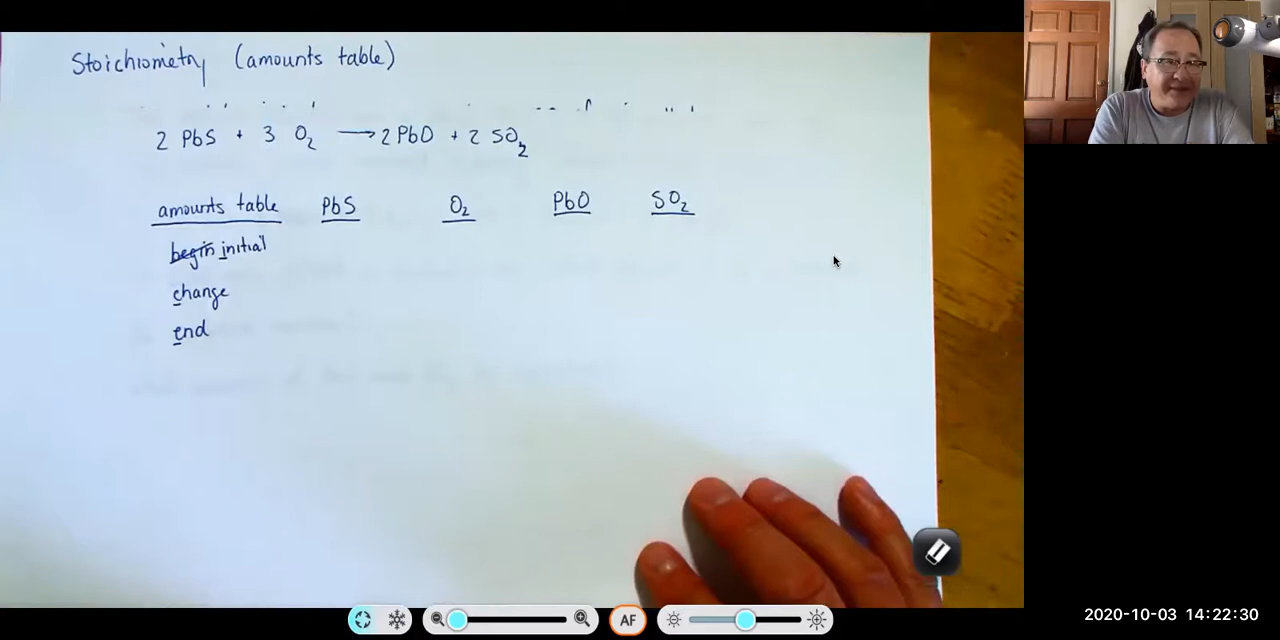 Stoichiometry (amounts table)
2 PbS + 3 O₂ → 2 PbO + 2 SO₂
amounts table PbS O₂ PbO SO₂
begin initial
change
end
AF
2020-10-03 14:22:30